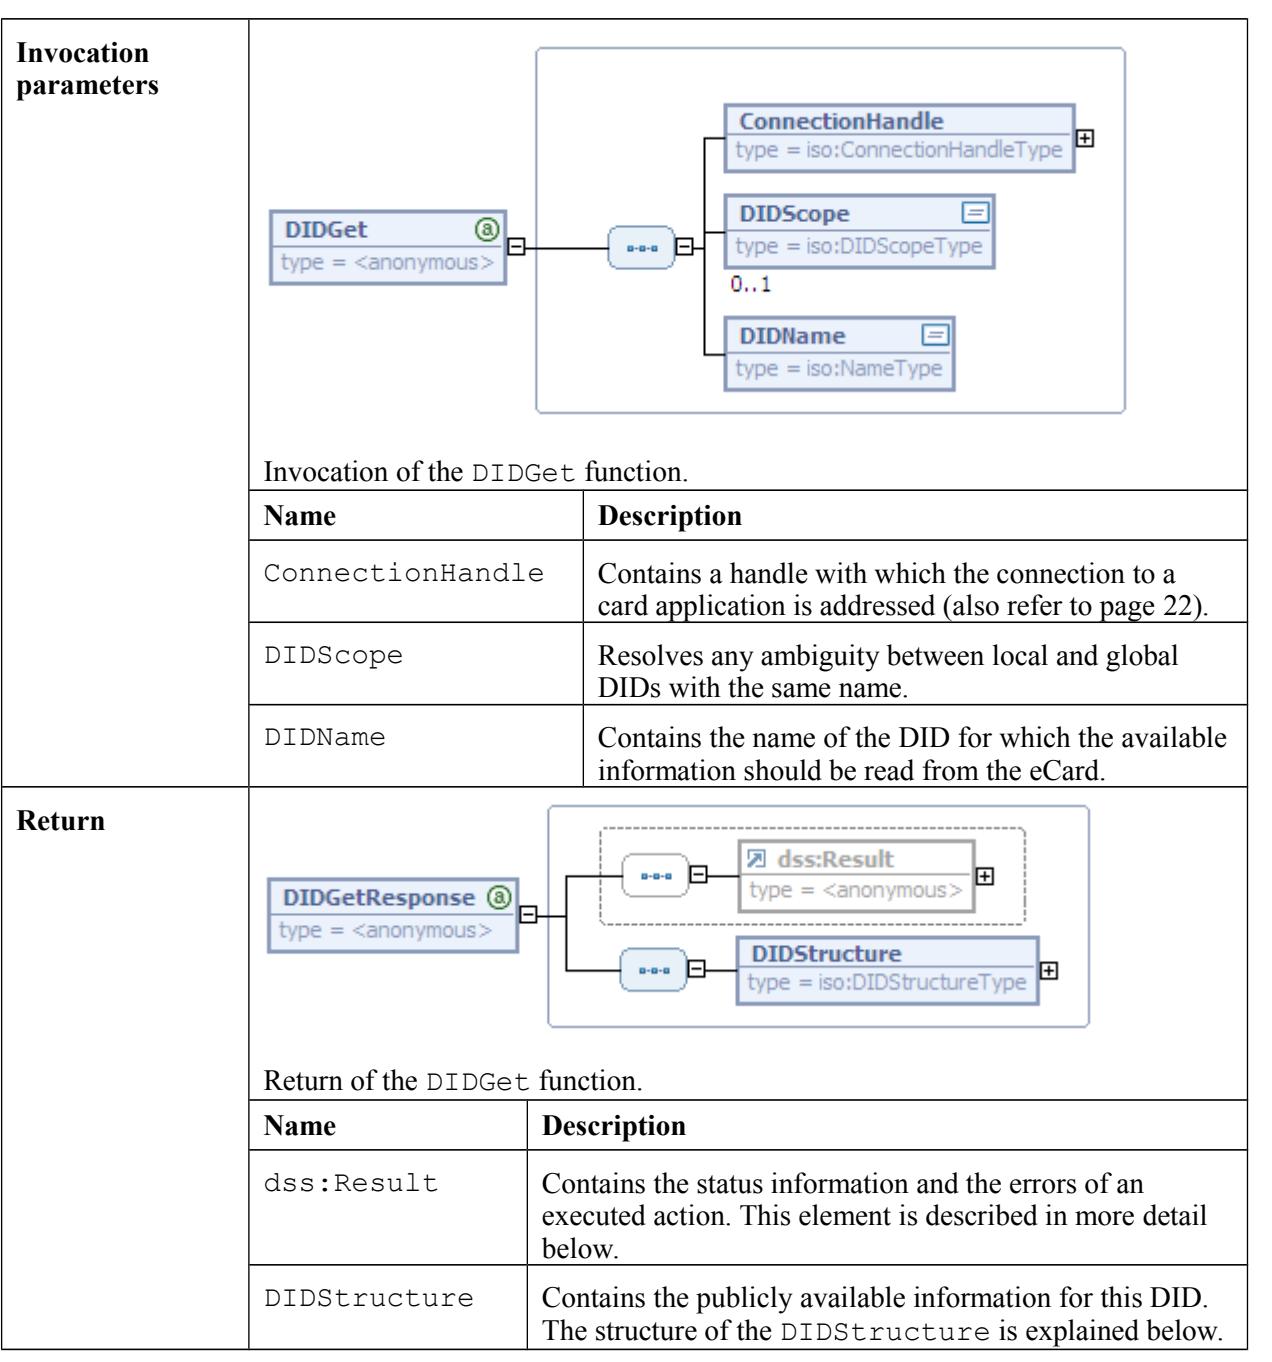 Invocation
parameters
ConnectionHandle
type = iso:ConnectionHandleType
DIDScope
type = iso:DIDScopeType
0..1
DIDGet
type = <anonymous>
DIDName
type = iso:NameType
Invocation of the DIDGet function.
Name Description
ConnectionHandle Contains a handle with which the connection to a
card application is addressed (also refer to page 22).
DIDScope Resolves any ambiguity between local and global
DIDs with the same name.
DIDName Contains the name of the DID for which the available
information should be read from the eCard.
Return
dss:Result
type = <anonymous>
DIDGetResponse
type = <anonymous>
DIDStructure
type = iso:DIDStructureType
Return of the DIDGet function.
Name Description
dss:Result Contains the status information and the errors of an
executed action. This element is described in more detail
below.
DIDStructure Contains the publicly available information for this DID.
The structure of the DIDStructure is explained below.